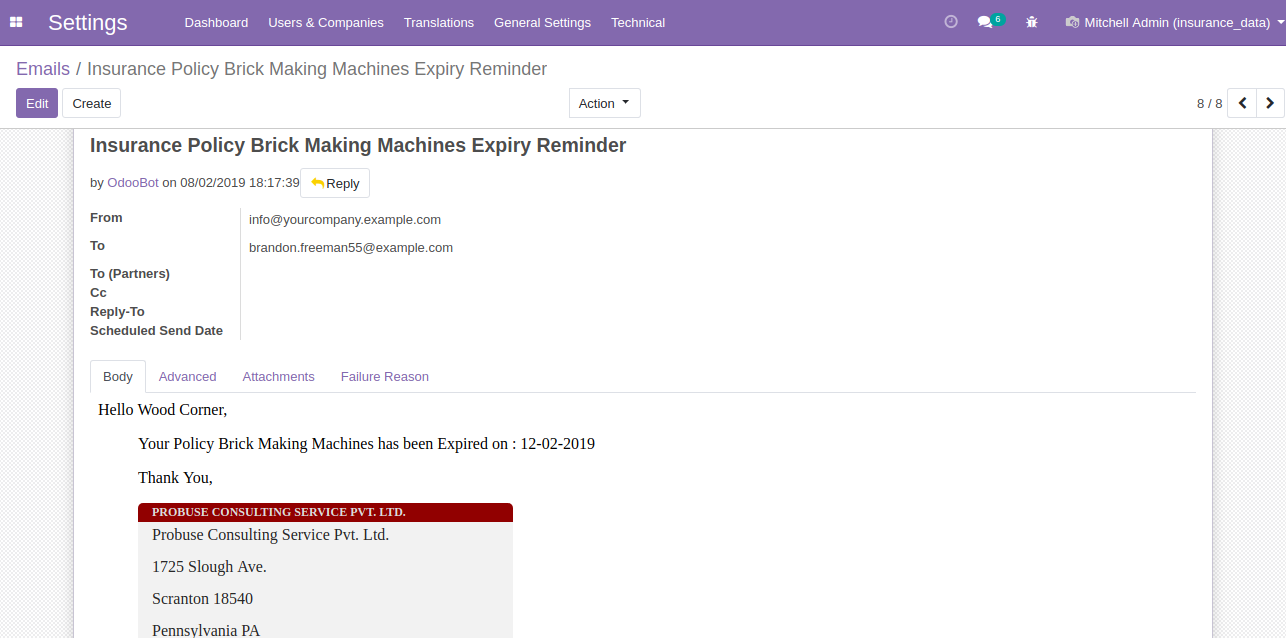 Settings Dashboard Users & Companies Translations General Settings Technical 6 Mitchell Admin (insurance_data)
Emails / Insurance Policy Brick Making Machines Expiry Reminder
Edit Create Action 8 / 8
Insurance Policy Brick Making Machines Expiry Reminder
by OdooBot on 08/02/2019 18:17:39 Reply
From info@yourcompany.example.com
To brandon.freeman55@example.com
To (Partners)
Cc
Reply-To
Scheduled Send Date
Body Advanced Attachments Failure Reason
Hello Wood Corner,
Your Policy Brick Making Machines has been Expired on : 12-02-2019
Thank You,
PROBUSE CONSULTING SERVICE PVT. LTD.
Probuse Consulting Service Pvt. Ltd.
1725 Slough Ave.
Scranton 18540
Pennsylvania PA